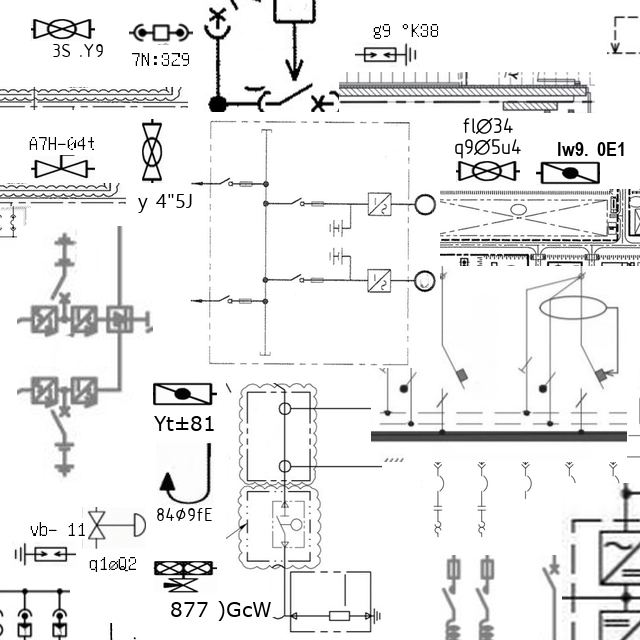 g9 °K38
3S .Y9
7N:3Z9
flØ34
A7H-04t
q9Ø5u4
lw9. 0E1
y 4"5J
Yt±81
84Ø9fE
vb- 11
q1øQ2
877 )GcW